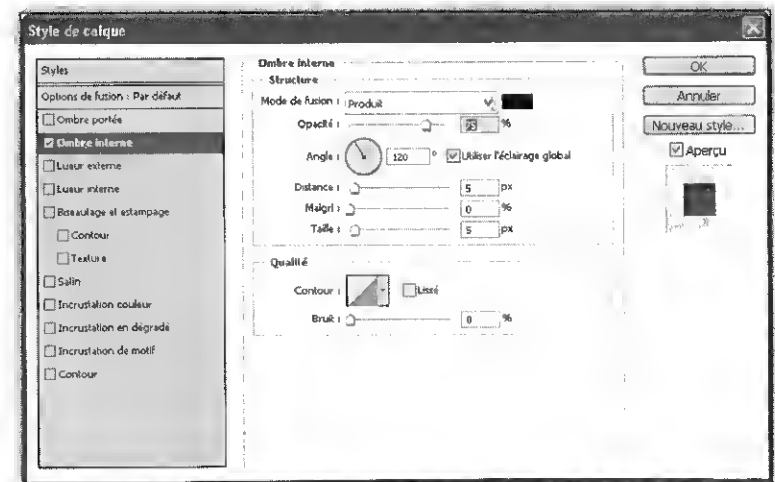 Style de calque
Styles
Options de fusion : Par défaut
Ombre portée
Ombre interne
Lueur externe
Lueur interne
Biseaulage et estampage
Contour
Texture
Satin
Incrustation couleur
Incrustation en dégradé
Incrustation de motif
Contour
Ombre interne
Structure
Mode de fusion : Produit
Opacité : %
Angle : 120 ° Utiliser l'éclairage global
Distance : 5 px
Maigri : 0 %
Taille : 5 px
Qualité
Contour : Lissé
Bruit : 0 %
OK
Annuler
Nouveau style...
Aperçu